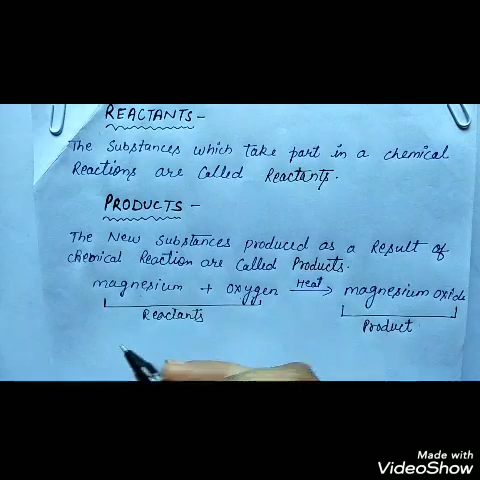 REACTANTS -
The Substances which take part in a chemical
Reactions are Called Reactants.
PRODUCTS -
The New Substances produced as a Result of
chemical Reaction are Called Products.
magnesium + oxygen Heat → magnesium oxide
Reactants Product
Made with
VideoShow